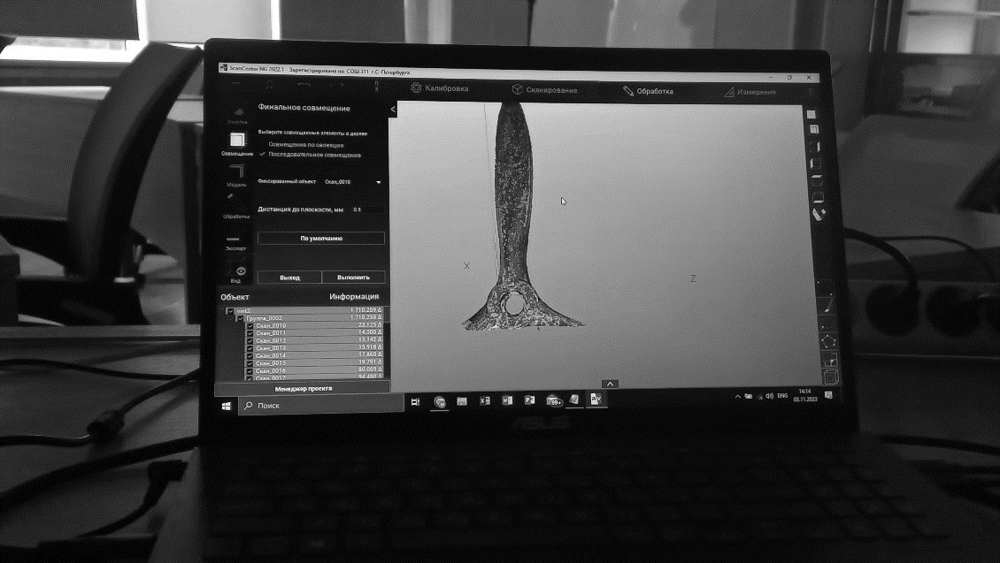 ScanCenter NG 2022.1 - Зарегистрирована на: СОШ.311 г.С-Петербурга
Калибровка
Сканирование
Обработка
Измерения
Финальное совмещение
Выберите совмещаемые элементы в дереве
Совмещение по селекции
Последовательное совмещение
Фиксированный объект Скан_0010
Дистанция до плоскости, мм 0.5
По умолчанию
Выход
Выполнить
Очистка
Совмещение
Модель
Обработка
Экспорт
Вид
X
Z
Объект Информация
vint2 1 710 259 Δ
Группа_0002 1 710 259 Δ
Скан_0010 23 125 Δ
Скан_0011 14 500 Δ
Скан_0012 13 142 Δ
Скан_0013 15 918 Δ
Скан_0014 17 860 Δ
Скан_0015 39 791 Δ
Скан_0016 80 069 Δ
Скан_0017
Менеджер проекта
Поиск
99+
ENG
14:14
03.11.2023
ASUS